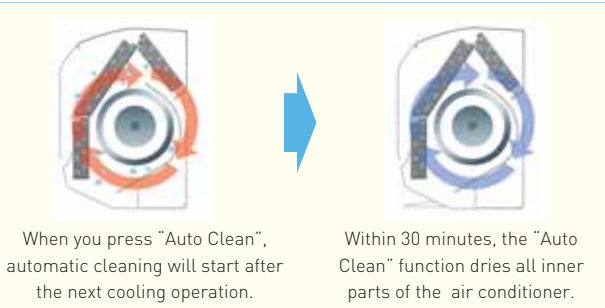 When you press “Auto Clean”,
automatic cleaning will start after
the next cooling operation.
Within 30 minutes, the “Auto
Clean” function dries all inner
parts of the air conditioner.